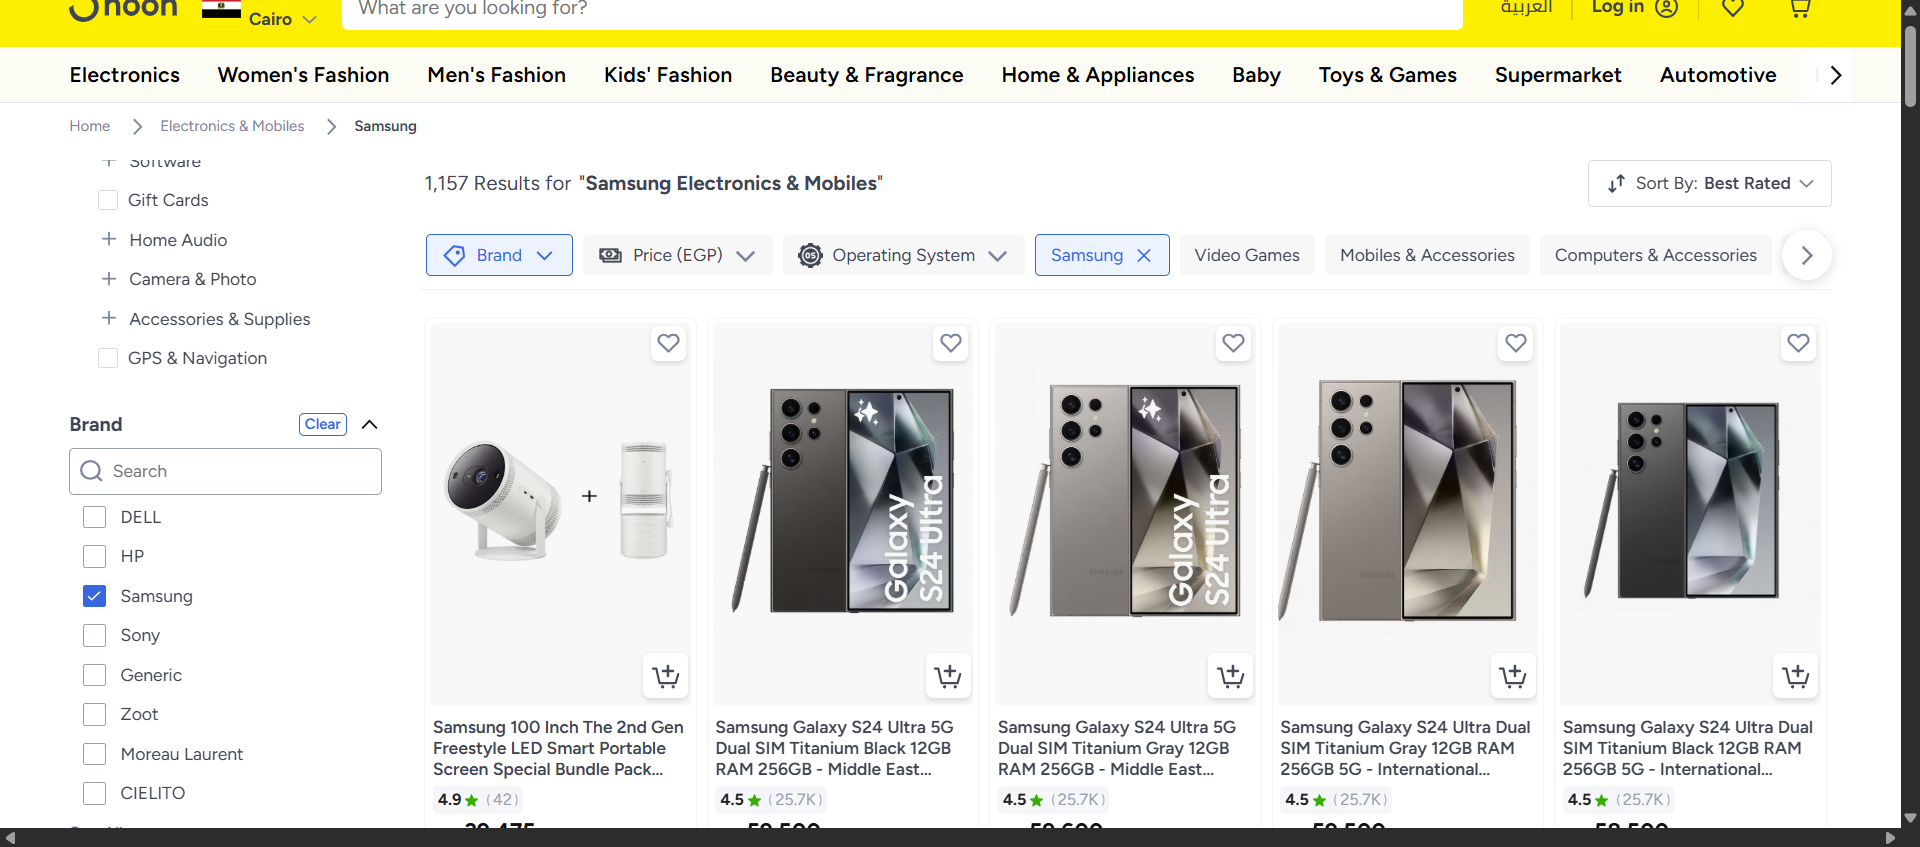 noon
Cairo
What are you looking for?
العربية
Log in
Electronics
Women's Fashion
Men's Fashion
Kids' Fashion
Beauty & Fragrance
Home & Appliances
Baby
Toys & Games
Supermarket
Automotive
Home
Electronics & Mobiles
Samsung
Software
Gift Cards
Home Audio
Camera & Photo
Accessories & Supplies
GPS & Navigation
Brand
Clear
Search
DELL
HP
Samsung
Sony
Generic
Zoot
Moreau Laurent
CIELITO
1,157 Results for "Samsung Electronics & Mobiles"
Sort By: Best Rated
Brand
Price (EGP)
OS
Operating System
Samsung
Video Games
Mobiles & Accessories
Computers & Accessories
+
Galaxy
S24 Ultra
Galaxy
S24 Ultra
Samsung 100 Inch The 2nd Gen
Freestyle LED Smart Portable
Screen Special Bundle Pack...
4.9 (42)
Samsung Galaxy S24 Ultra 5G
Dual SIM Titanium Black 12GB
RAM 256GB - Middle East...
4.5 (25.7K)
Samsung Galaxy S24 Ultra 5G
Dual SIM Titanium Gray 12GB
RAM 256GB - Middle East...
4.5 (25.7K)
Samsung Galaxy S24 Ultra Dual
SIM Titanium Gray 12GB RAM
256GB 5G - International...
4.5 (25.7K)
Samsung Galaxy S24 Ultra Dual
SIM Titanium Black 12GB RAM
256GB 5G - International...
4.5 (25.7K)